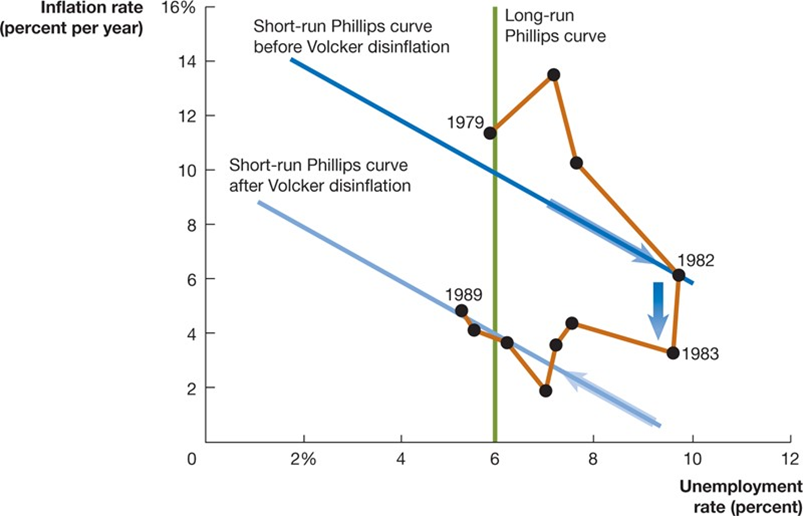 Inflation rate
(percent per year)
16%
14
12
10
8
6
4
2
0
2%
4
6
8
10
12
Unemployment
rate (percent)
Short-run Phillips curve
before Volcker disinflation
Long-run
Phillips curve
1979
Short-run Phillips curve
after Volcker disinflation
1982
1989
1983